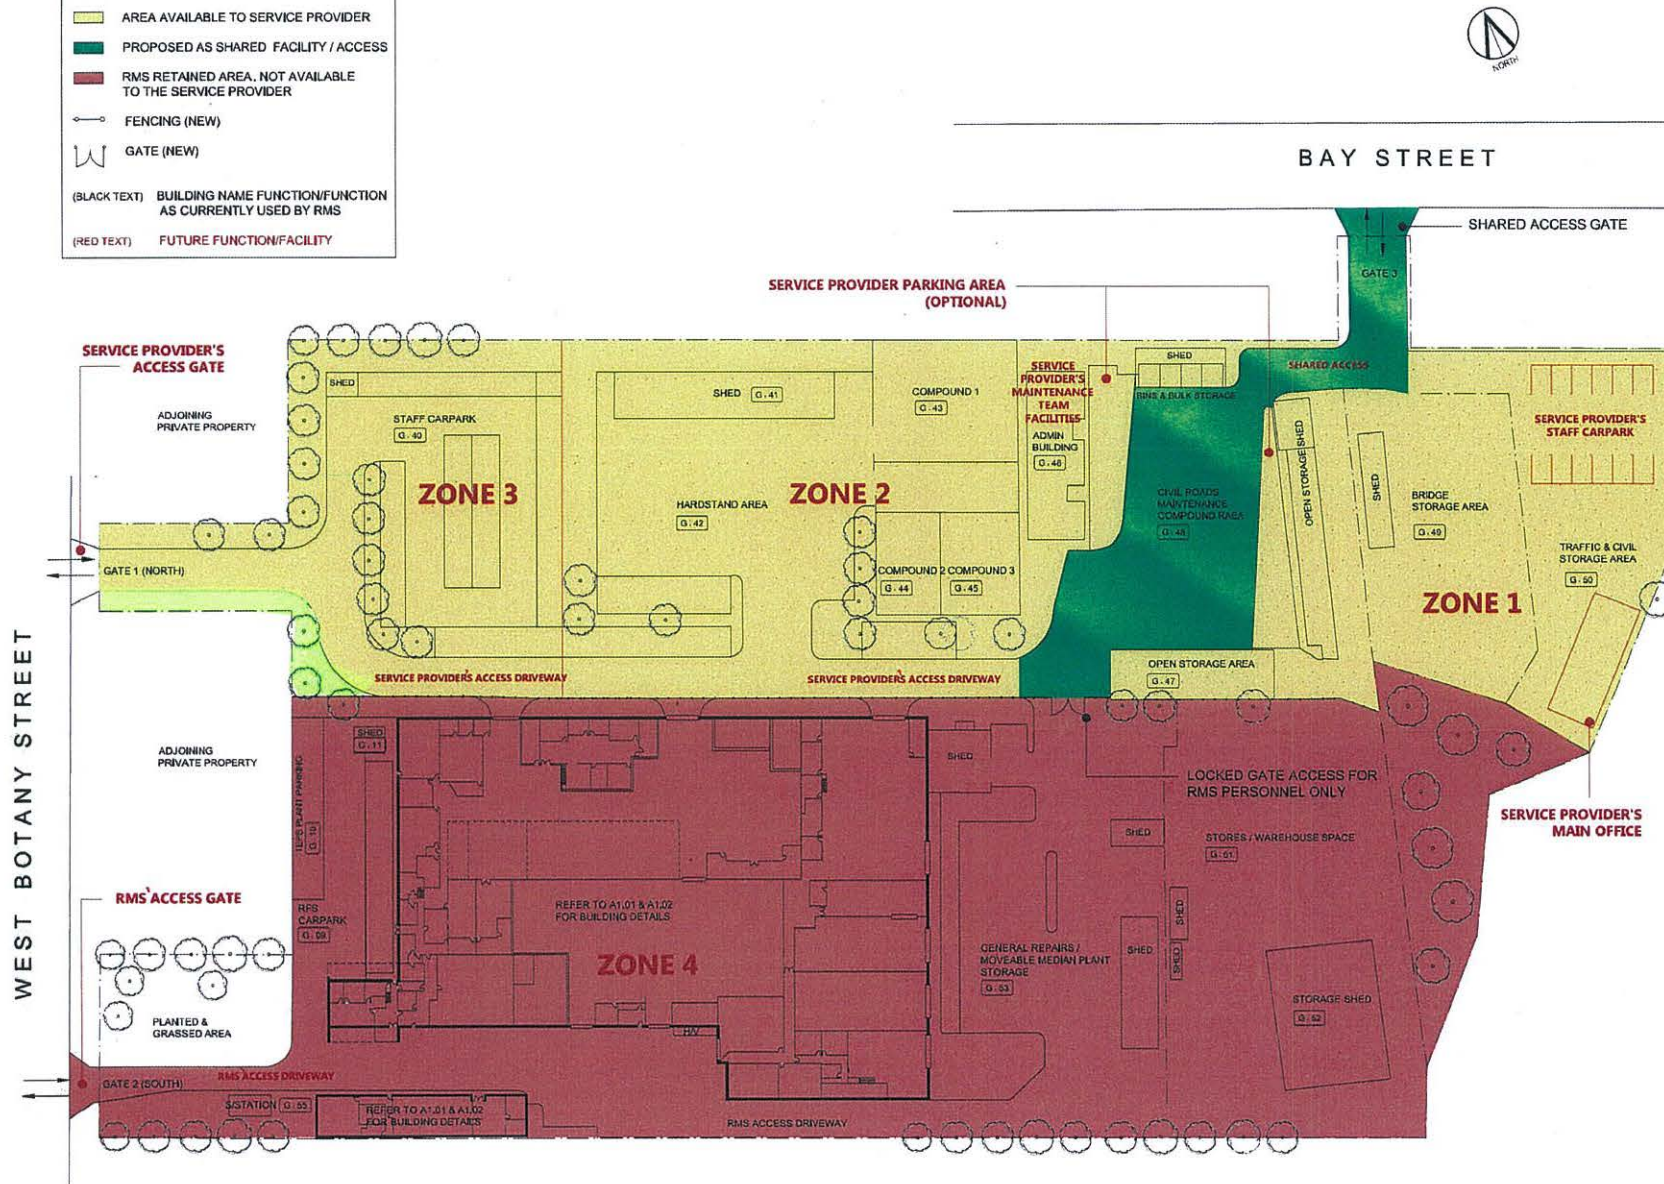 AREA AVAILABLE TO SERVICE PROVIDER
PROPOSED AS SHARED FACILITY / ACCESS
RMS RETAINED AREA, NOT AVAILABLE
TO THE SERVICE PROVIDER
FENCING (NEW)
GATE (NEW)
(BLACK TEXT) BUILDING NAME FUNCTION/FUNCTION
AS CURRENTLY USED BY RMS
(RED TEXT) FUTURE FUNCTION/FACILITY
NORTH
BAY STREET
SHARED ACCESS GATE
GATE 3
SERVICE PROVIDER PARKING AREA
(OPTIONAL)
SERVICE PROVIDER'S
ACCESS GATE
ADJOINING
PRIVATE PROPERTY
SHED
STAFF CARPARK
G.40
ZONE 3
SHED G.41
HARDSTAND AREA
G.42
ZONE 2
COMPOUND 1
G.43
COMPOUND 2
G.44
COMPOUND 3
G.45
SERVICE
PROVIDER'S
MAINTENANCE
TEAM
FACILITIES
ADMIN
BUILDING
G.46
SHED
BINS & BULK STORAGE
SHARED ACCESS
CIVIL ROADS
MAINTENANCE
COMPOUND RAEA
G.48
OPEN STORAGE SHED
SHED
BRIDGE
STORAGE AREA
G.49
SERVICE PROVIDER'S
STAFF CARPARK
TRAFFIC & CIVIL
STORAGE AREA
G.50
ZONE 1
GATE 1 (NORTH)
SERVICE PROVIDER'S ACCESS DRIVEWAY
SERVICE PROVIDER'S ACCESS DRIVEWAY
OPEN STORAGE AREA
G.47
WEST BOTANY STREET
ADJOINING
PRIVATE PROPERTY
SHED
G.11
G.10
SHED
LOCKED GATE ACCESS FOR
RMS PERSONNEL ONLY
SERVICE PROVIDER'S
MAIN OFFICE
SHED
STORES / WAREHOUSE SPACE
G.51
RMS ACCESS GATE
CARPARK
G.09
REFER TO A1.01 & A1.02
FOR BUILDING DETAILS
ZONE 4
GENERAL REPAIRS /
MOVEABLE MEDIAN PLANT
STORAGE
G.53
SHED
SHED
SHED
STORAGE SHED
G.52
PLANTED &
GRASSED AREA
GATE 2 (SOUTH)
RMS ACCESS DRIVEWAY
S/STATION G.55
REFER TO A1.01 & A1.02
FOR BUILDING DETAILS
RMS ACCESS DRIVEWAY